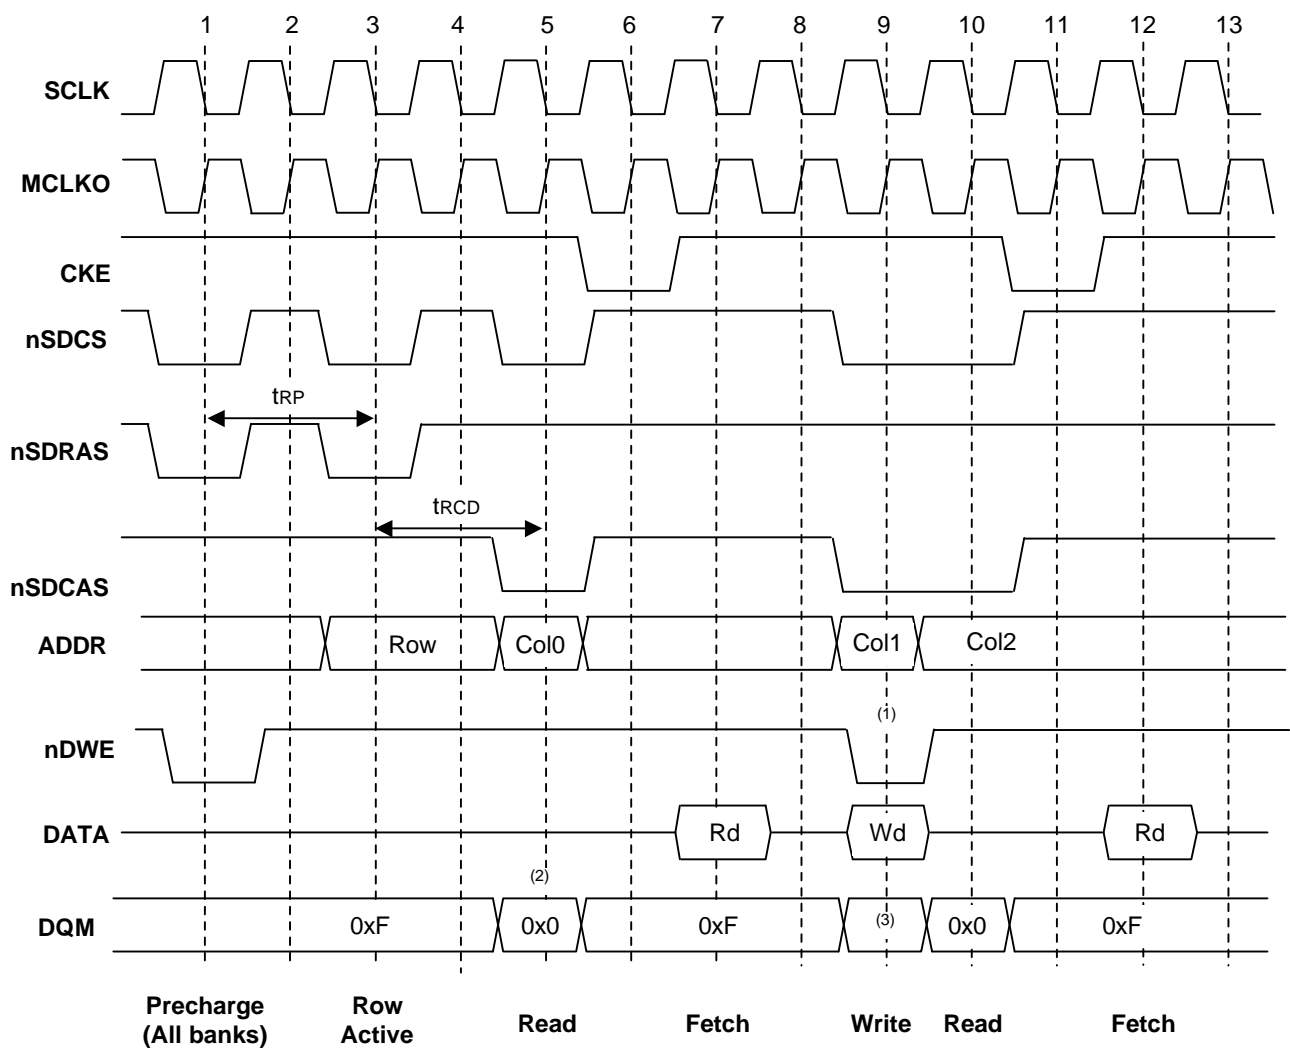 1 2 3 4 5 6 7 8 9 10 11 12 13
SCLK
MCLKO
CKE
nSDCS
tRP
nSDRAS
tRCD
nSDCAS
ADDR Row Col0 Col1 Col2
(1)
nDWE
DATA Rd Wd Rd
(2)
DQM 0xF 0x0 0xF (3) 0x0 0xF
Precharge
(All banks)
Row
Active
Read
Fetch
Write
Read
Fetch